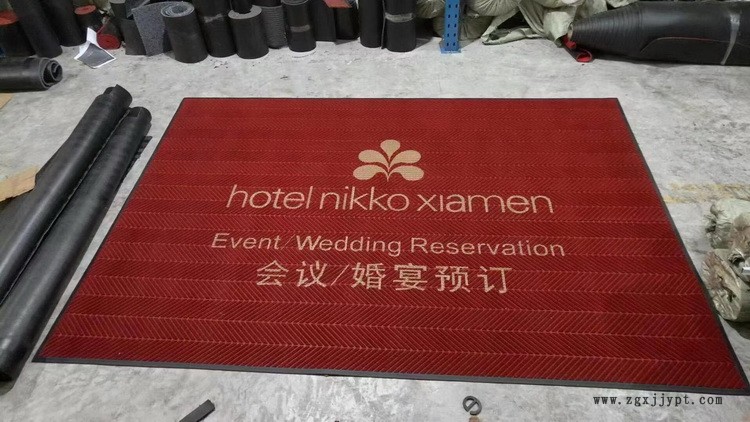 hotel nikko xiamen
Event/Wedding Reservation
会议/婚宴预订
www.zgxjjypt.com